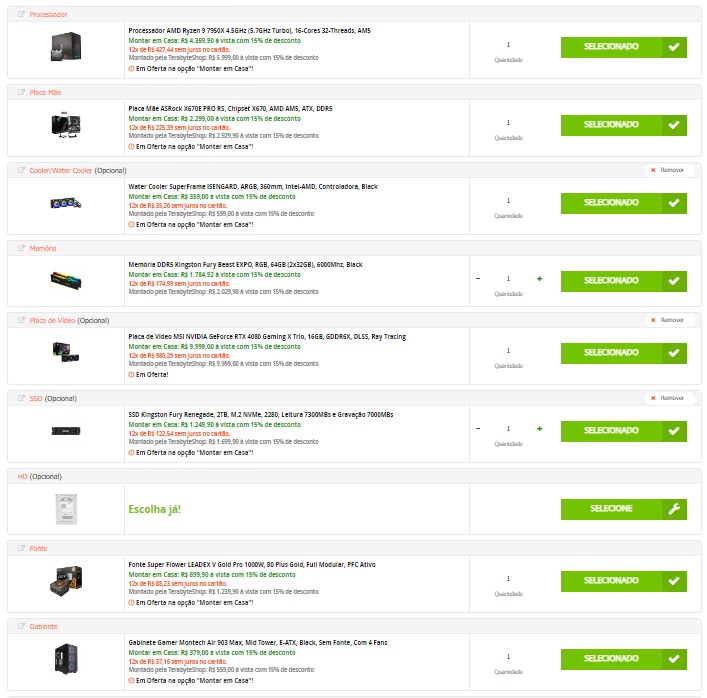 Processador
Processador AMD Ryzen 9 7950X 4.5GHz (5.7GHz Turbo), 16-Cores 32-Threads, AM5
Montar em Casa: R$ 4.359,90 à vista com 15% de desconto
12x de R$ 427,44 sem juros no cartão.
Montado pela TerabyteShop: R$ 5.999,00 à vista com 15% de desconto
Em Oferta na opção "Montar em Casa"!
1
Quantidade
SELECIONADO
Placa Mãe
Placa Mãe ASRock X670E PRO RS, Chipset X670, AMD AM5, ATX, DDR5
Montar em Casa: R$ 2.299,00 à vista com 15% de desconto
12x de R$ 225,39 sem juros no cartão.
Montado pela TerabyteShop: R$ 2.929,90 à vista com 15% de desconto
Em Oferta na opção "Montar em Casa"!
1
Quantidade
SELECIONADO
Cooler/Water Cooler (Opcional)
Remover
Water Cooler SuperFrame ISENGARD, ARGB, 360mm, Intel-AMD, Controladora, Black
Montar em Casa: R$ 359,00 à vista com 15% de desconto
12x de R$ 35,20 sem juros no cartão.
Montado pela TerabyteShop: R$ 599,00 à vista com 15% de desconto
Em Oferta na opção "Montar em Casa"!
1
Quantidade
SELECIONADO
Memória
Memória DDR5 Kingston Fury Beast EXPO, RGB, 64GB (2x32GB), 6000Mhz, Black
Montar em Casa: R$ 1.784,92 à vista com 15% de desconto
12x de R$ 174,99 sem juros no cartão.
Montado pela TerabyteShop: R$ 2.029,90 à vista com 15% de desconto
- 1 +
Quantidade
SELECIONADO
Placa de Vídeo (Opcional)
Remover
Placa de Vídeo MSI NVIDIA GeForce RTX 4080 Gaming X Trio, 16GB, GDDR6X, DLSS, Ray Tracing
Montar em Casa: R$ 9.999,00 à vista com 15% de desconto
12x de R$ 980,29 sem juros no cartão.
Montado pela TerabyteShop: R$ 9.999,00 à vista com 15% de desconto
Em Oferta!
1
Quantidade
SELECIONADO
SSD (Opcional)
Remover
SSD Kingston Fury Renegade, 2TB, M.2 NVMe, 2280, Leitura 7300MBs e Gravação 7000MBs
Montar em Casa: R$ 1.249,90 à vista com 15% de desconto
12x de R$ 122,54 sem juros no cartão.
Montado pela TerabyteShop: R$ 1.699,90 à vista com 15% de desconto
Em Oferta na opção "Montar em Casa"!
- 1 +
Quantidade
SELECIONADO
HD (Opcional)
Escolha já!
SELECIONE
Fonte
Fonte Super Flower LEADEX V Gold Pro 1000W, 80 Plus Gold, Full Modular, PFC Ativo
Montar em Casa: R$ 899,90 à vista com 15% de desconto
12x de R$ 88,23 sem juros no cartão.
Montado pela TerabyteShop: R$ 1.239,90 à vista com 15% de desconto
Em Oferta na opção "Montar em Casa"!
1
Quantidade
SELECIONADO
Gabinete
Gabinete Gamer Montech Air 903 Max, Mid Tower, E-ATX, Black, Sem Fonte, Com 4 Fans
Montar em Casa: R$ 379,00 à vista com 15% de desconto
12x de R$ 37,16 sem juros no cartão.
Montado pela TerabyteShop: R$ 559,00 à vista com 15% de desconto
Em Oferta na opção "Montar em Casa"!
1
Quantidade
SELECIONADO